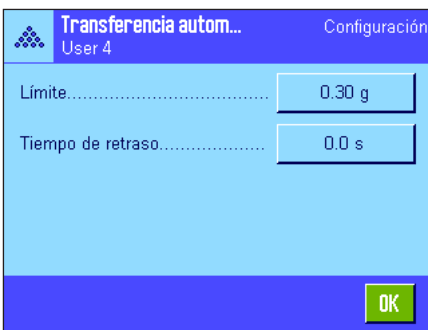 Transferencia autom...
Configuración
User 4
Límite................................... 0.30 g
Tiempo de retraso.................... 0.0 s
OK